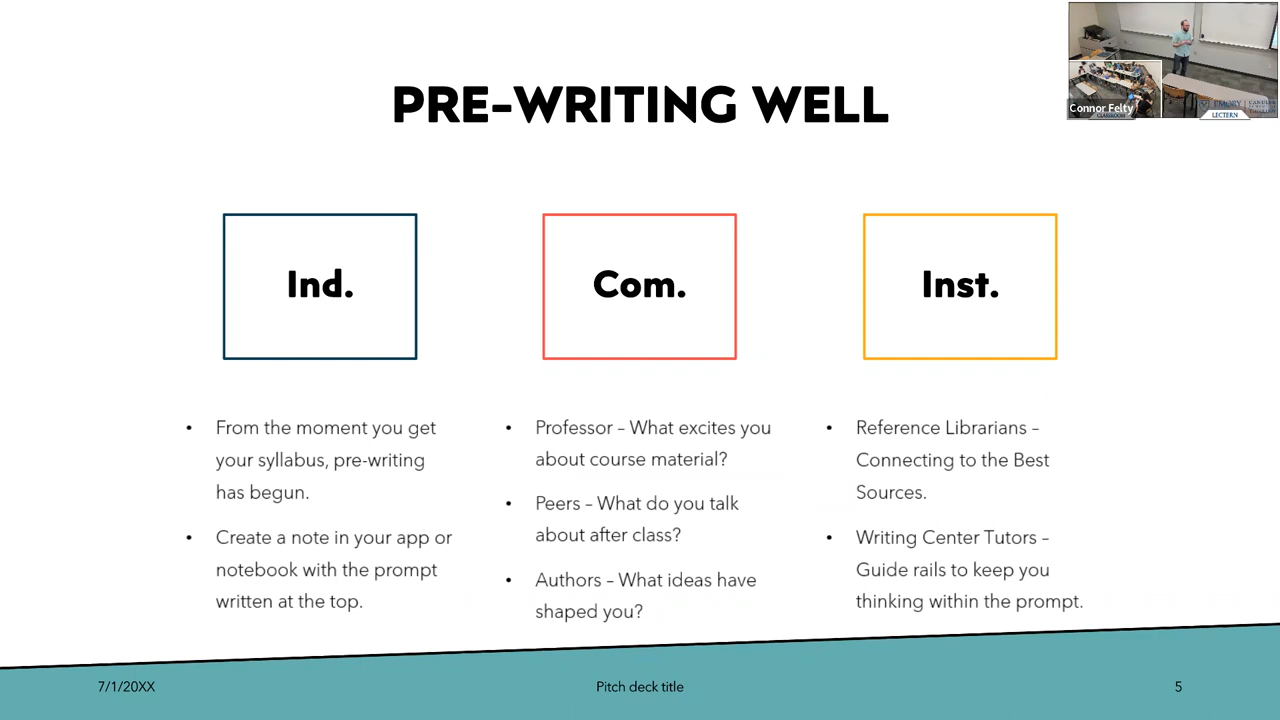 PRE-WRITING WELL
Connor Felty
CLASSROOM
EMORY
LECTERN
Ind.
Com.
Inst.
• From the moment you get
your syllabus, pre-writing
has begun.
• Create a note in your app or
notebook with the prompt
written at the top.
• Professor – What excites you
about course material?
• Peers – What do you talk
about after class?
• Authors – What ideas have
shaped you?
• Reference Librarians –
Connecting to the Best
Sources.
• Writing Center Tutors –
Guide rails to keep you
thinking within the prompt.
7/1/20XX
Pitch deck title
5